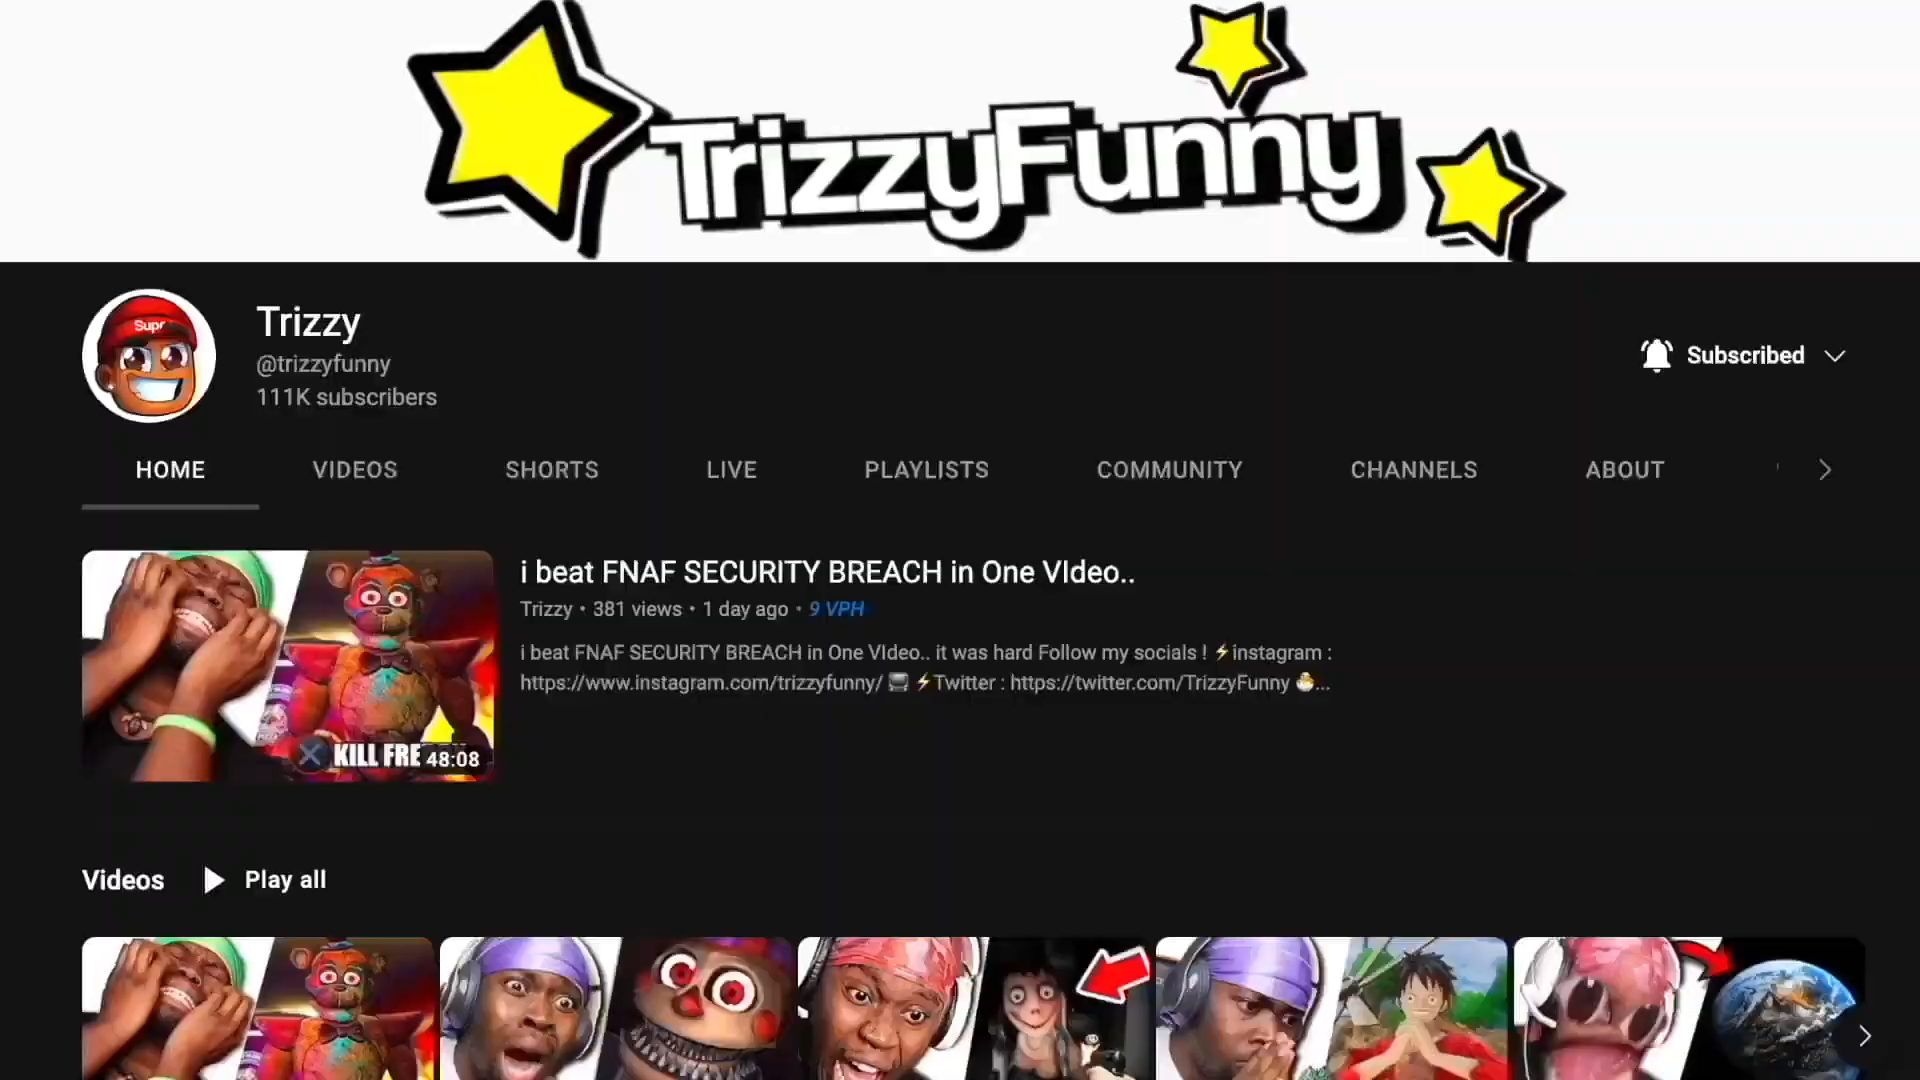 TrizzyFunny
Supr
Trizzy
@trizzyfunny
111K subscribers
Subscribed
HOME VIDEOS SHORTS LIVE PLAYLISTS COMMUNITY CHANNELS ABOUT
i beat FNAF SECURITY BREACH in One VIdeo..
Trizzy • 381 views • 1 day ago • 9 VPH
i beat FNAF SECURITY BREACH in One VIdeo.. it was hard Follow my socials ! ⚡instagram :
https://www.instagram.com/trizzyfunny/ ⚡Twitter : https://twitter.com/TrizzyFunny ...
KILL FRE 48:08
Videos Play all